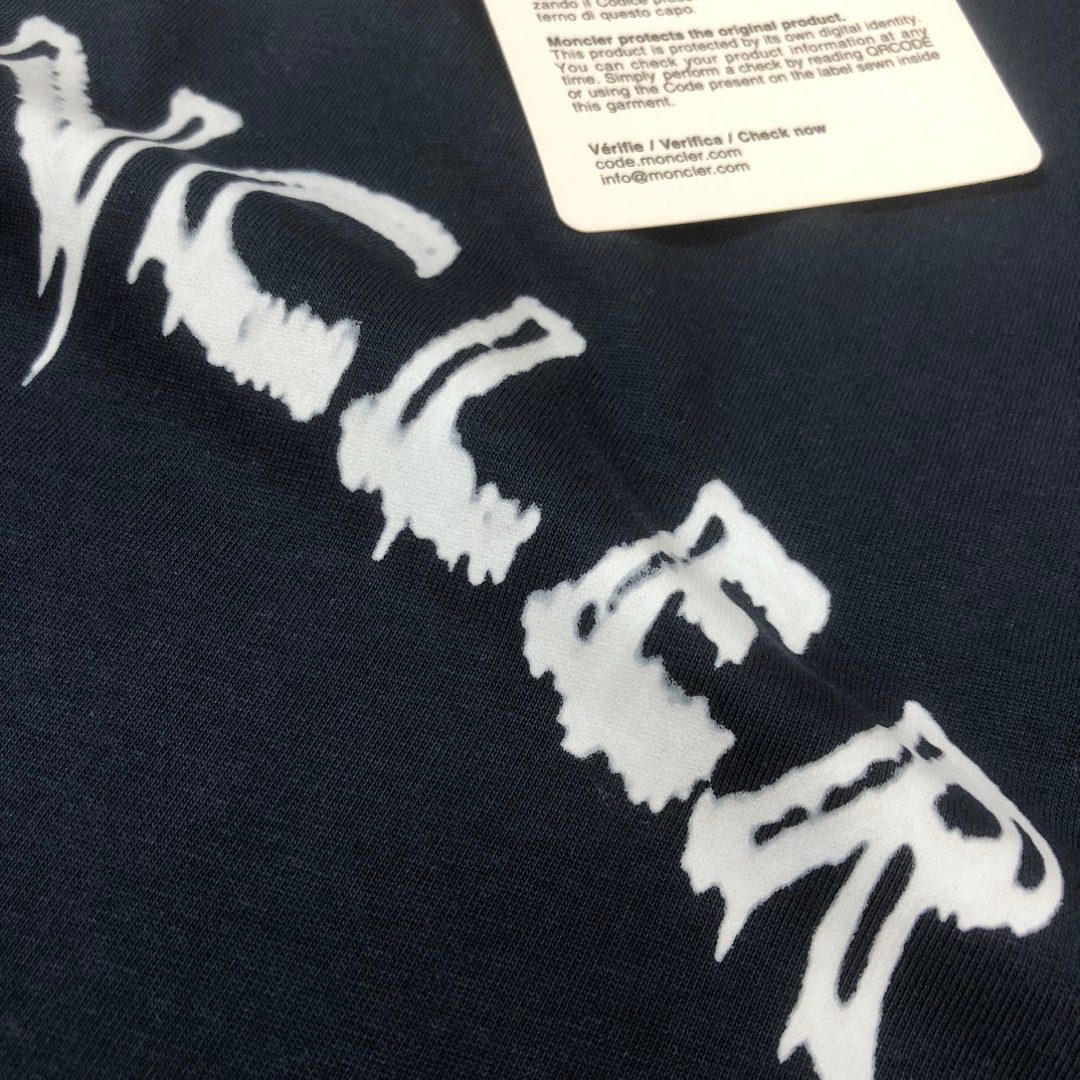 zando il Codice
terno di questo capo.
Moncler protects the original product.
This product is protected by its own digital identity.
You can check your product information at any
time. Simply perform a check by reading QRCODE
or using the Code present on the label sewn inside
this garment.
Vérifie / Verifica / Check now
code.moncler.com
info@moncler.com
CLER